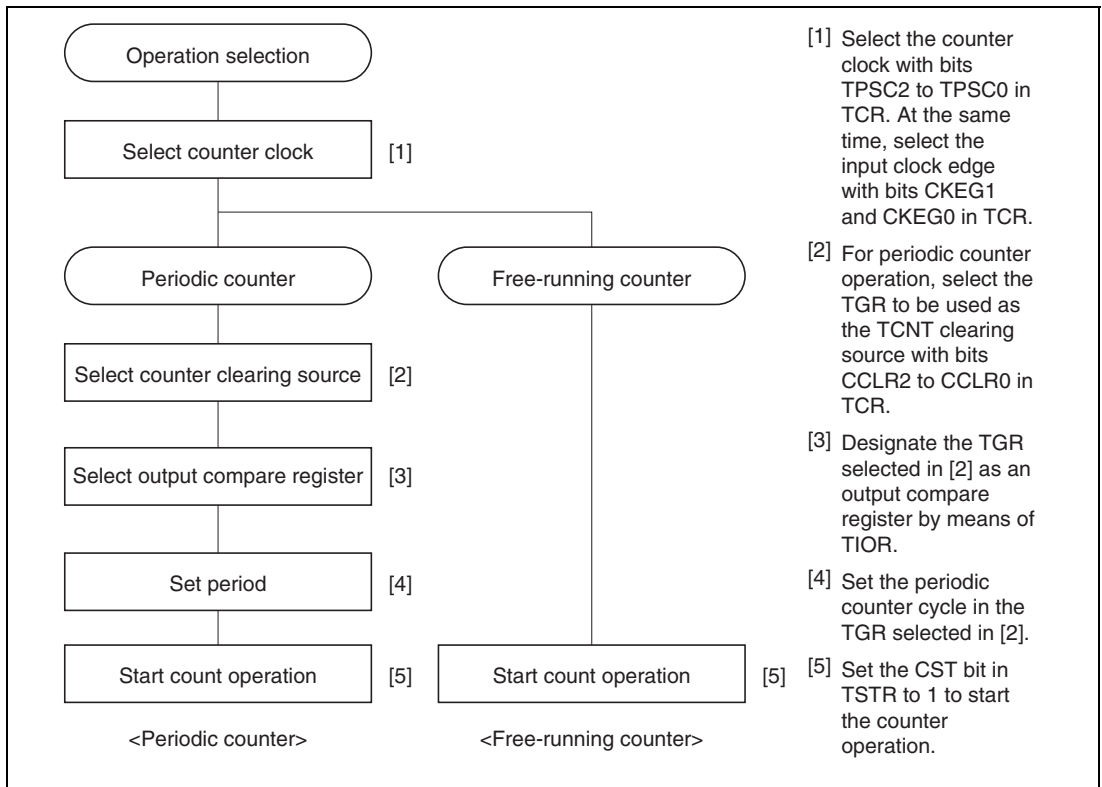 Operation selection
Select counter clock
[1]
Periodic counter
Free-running counter
Select counter clearing source
[2]
Select output compare register
[3]
Set period
[4]
Start count operation
[5]
Start count operation
[5]
<Periodic counter>
<Free-running counter>
[1] Select the counter
clock with bits
TPSC2 to TPSC0 in
TCR. At the same
time, select the
input clock edge
with bits CKEG1
and CKEG0 in TCR.
[2] For periodic counter
operation, select the
TGR to be used as
the TCNT clearing
source with bits
CCLR2 to CCLR0 in
TCR.
[3] Designate the TGR
selected in [2] as an
output compare
register by means of
TIOR.
[4] Set the periodic
counter cycle in the
TGR selected in [2].
[5] Set the CST bit in
TSTR to 1 to start
the counter
operation.